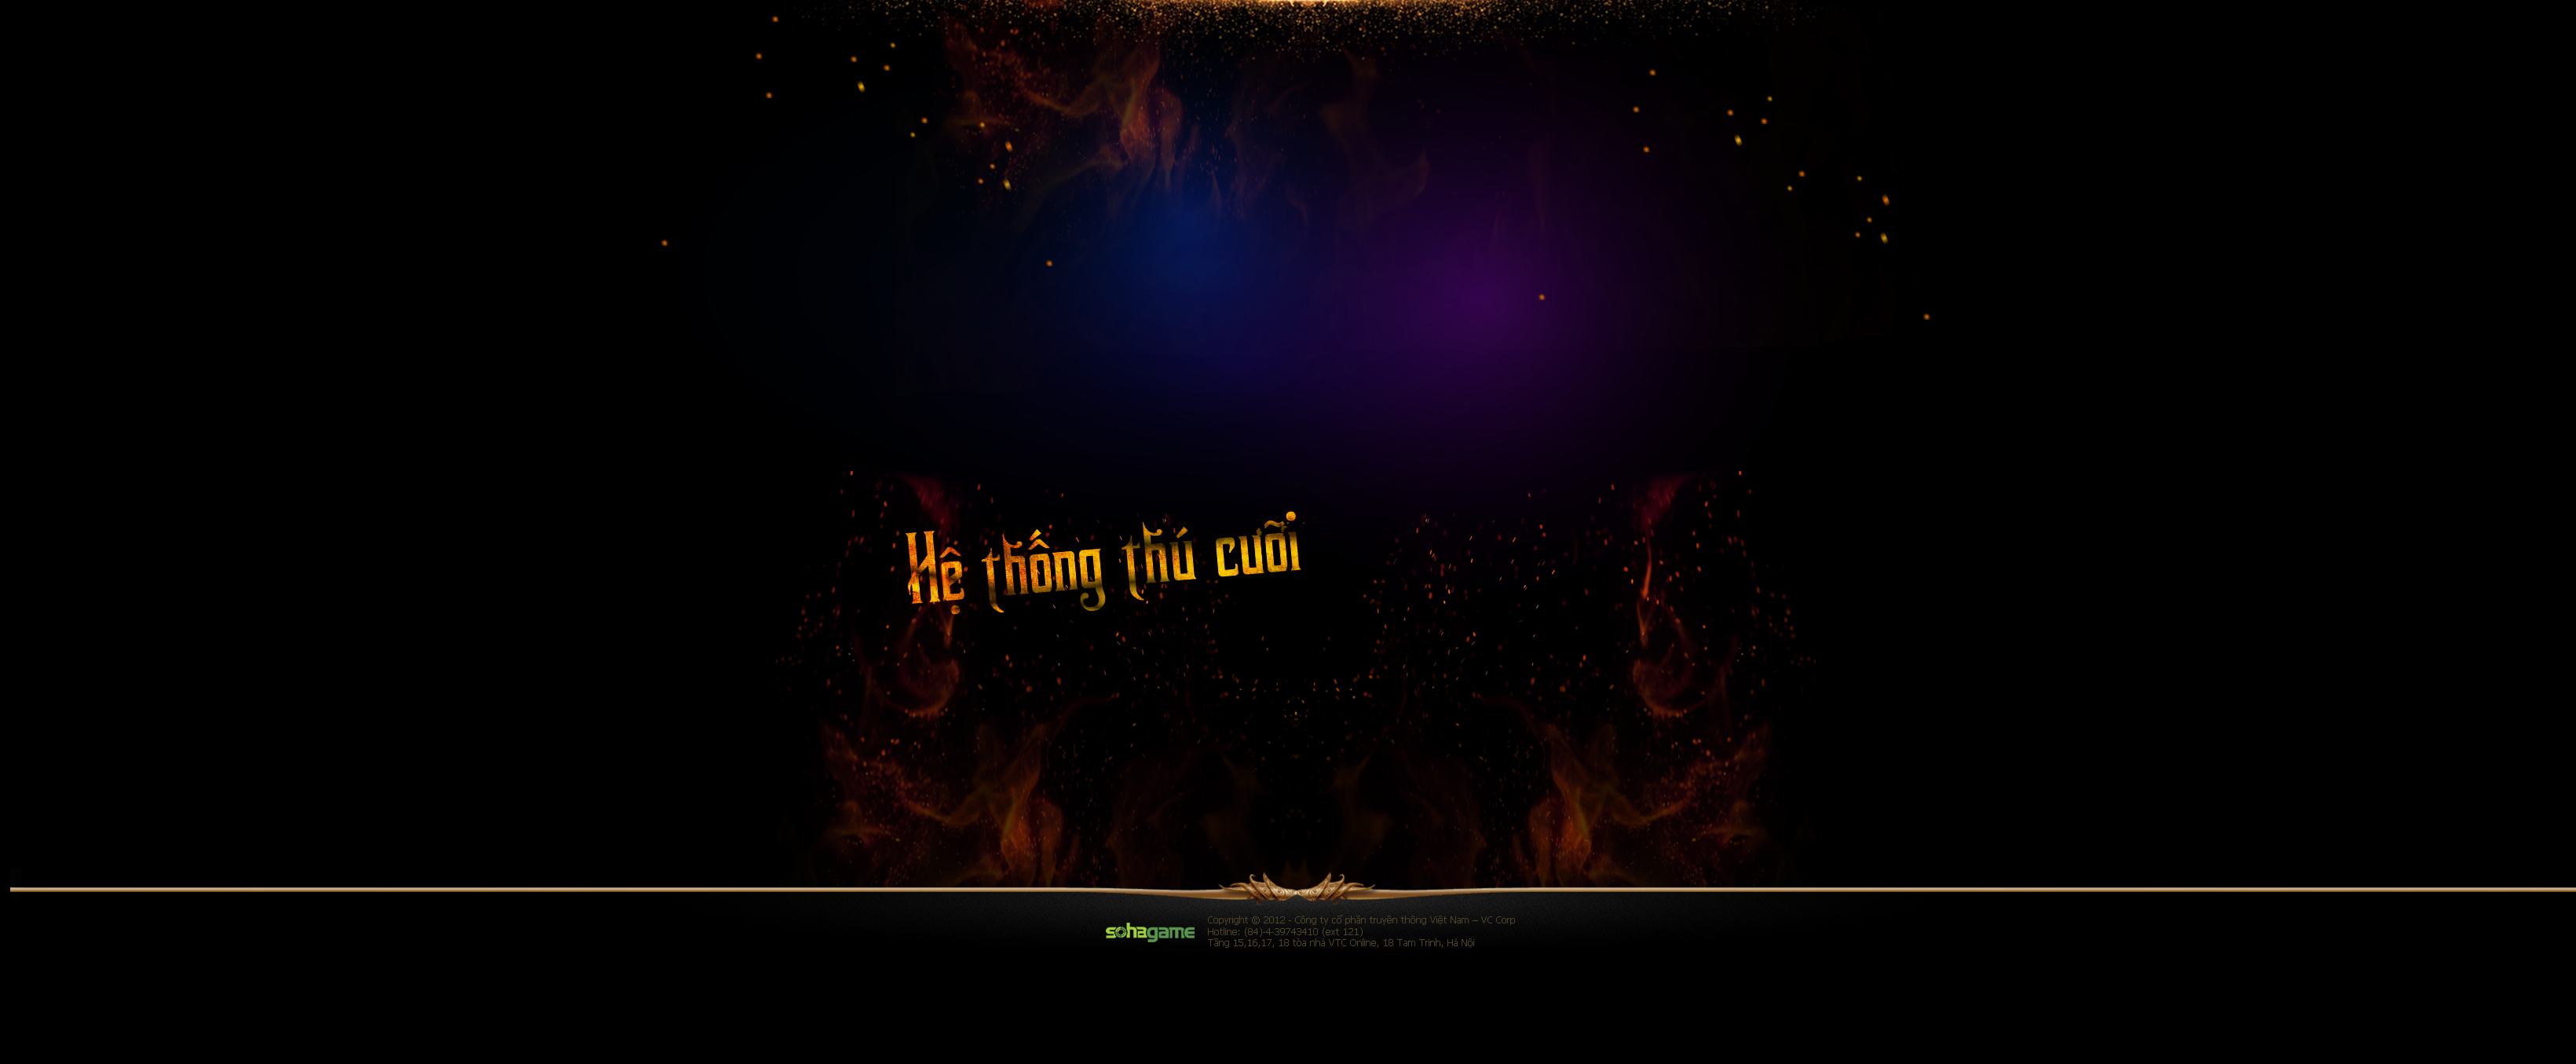 Hệ thống thú cưỡi
sohagame
Copyright © 2012 - Công ty cổ phần truyền thông Việt Nam – VC Corp
Hotline: (84)-4-39743410 (ext 121)
Tầng 15,16,17, 18 tòa nhà VTC Online, 18 Tam Trinh, Hà Nội